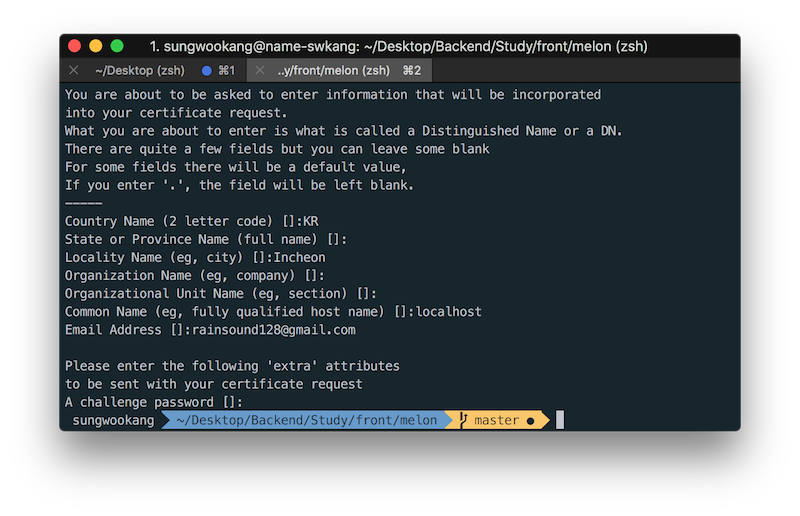 1. sungwookang@name-swkang: ~/Desktop/Backend/Study/front/melon (zsh)
~/Desktop (zsh) ⌘1 ..y/front/melon (zsh) ⌘2
You are about to be asked to enter information that will be incorporated
into your certificate request.
What you are about to enter is what is called a Distinguished Name or a DN.
There are quite a few fields but you can leave some blank
For some fields there will be a default value,
If you enter '.', the field will be left blank.
-----
Country Name (2 letter code) []:KR
State or Province Name (full name) []:
Locality Name (eg, city) []:Incheon
Organization Name (eg, company) []:
Organizational Unit Name (eg, section) []:
Common Name (eg, fully qualified host name) []:localhost
Email Address []:rainsound128@gmail.com
Please enter the following 'extra' attributes
to be sent with your certificate request
A challenge password []:
sungwookang ~/Desktop/Backend/Study/front/melon master ●